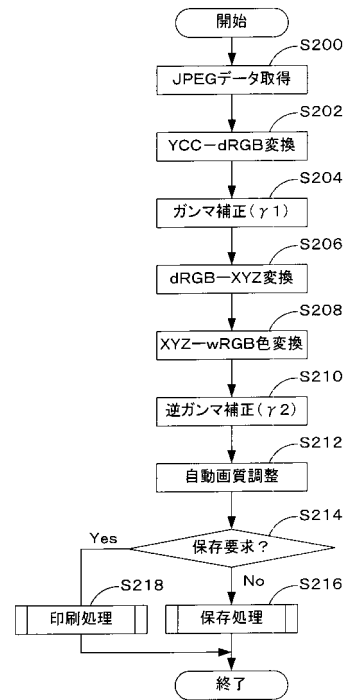 開始
S200
JPEGデータ取得
S202
YCC－dRGB変換
S204
ガンマ補正(γ1)
S206
dRGB－XYZ変換
S208
XYZ－wRGB色変換
S210
逆ガンマ補正(γ2)
S212
自動画質調整
S214
保存要求？
Yes
No
S218
S216
印刷処理
保存処理
終了